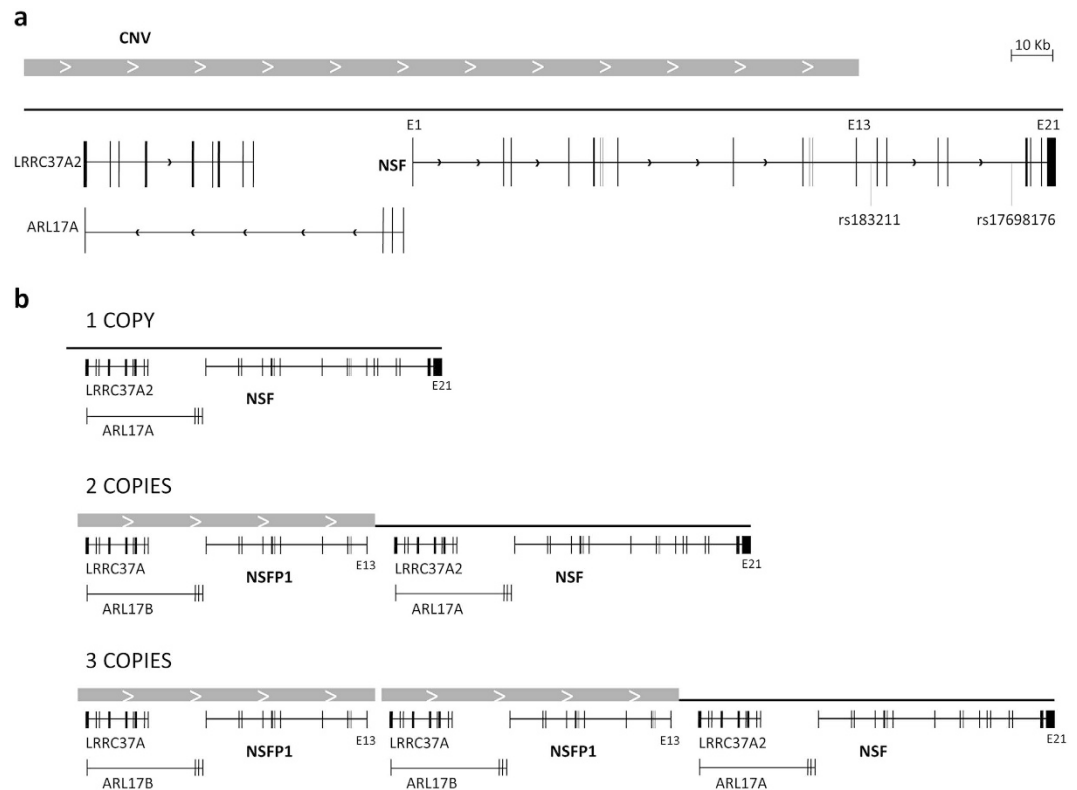 a
CNV
10 Kb
E1 E13 E21
LRRC37A2
NSF
rs183211 rs17698176
ARL17A
b
1 COPY
LRRC37A2 E21
NSF
ARL17A
2 COPIES
LRRC37A E13 LRRC37A2 E21
NSFP1 NSF
ARL17B ARL17A
3 COPIES
LRRC37A E13 LRRC37A E13 LRRC37A2 E21
NSFP1 NSFP1 NSF
ARL17B ARL17B ARL17A